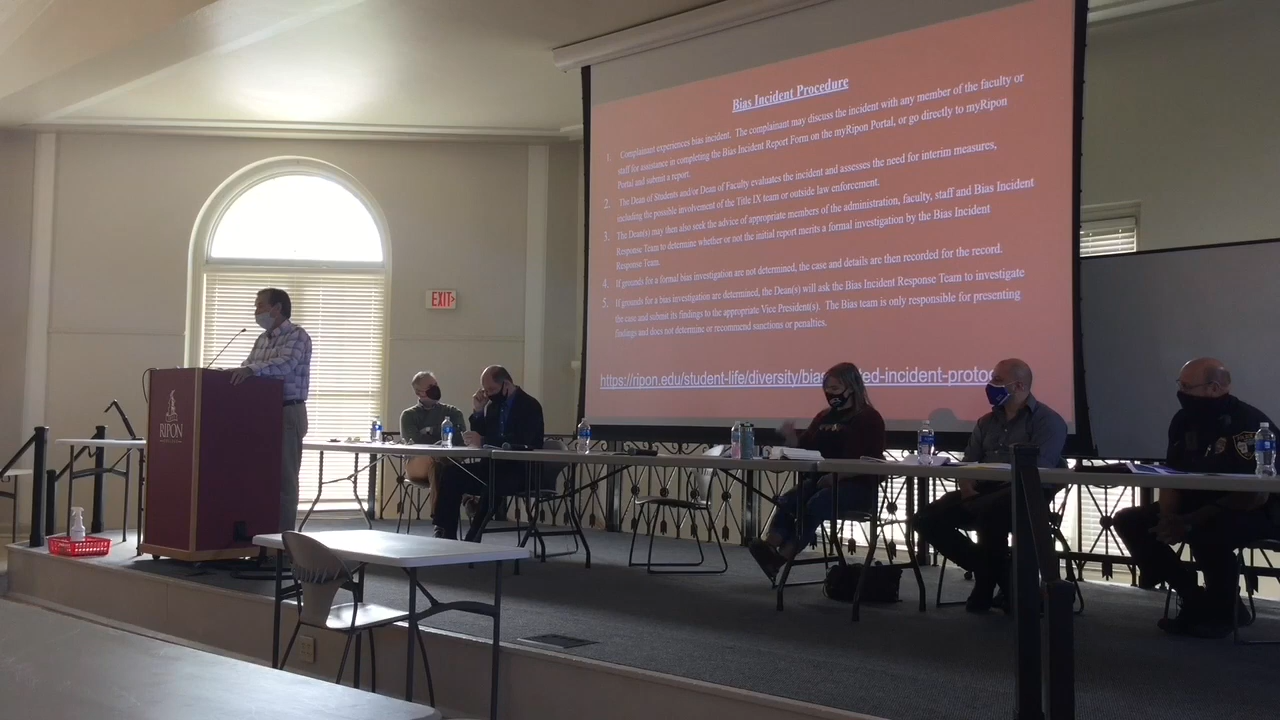 Bias Incident Procedure
1. Complainant experiences bias incident. The complainant may discuss the incident with any member of the faculty or
staff for assistance in completing the Bias Incident Report Form on the myRipon Portal, or go directly to myRipon
Portal and submit a report.
2. The Dean of Students and/or Dean of Faculty evaluates the incident and assesses the need for interim measures,
including the possible involvement of the Title IX team or outside law enforcement.
3. The Dean(s) may then also seek the advice of appropriate members of the administration, faculty, staff and Bias Incident
Response Team to determine whether or not the initial report merits a formal investigation by the Bias Incident
Response Team.
4. If grounds for a formal bias investigation are not determined, the case and details are then recorded for the record.
5. If grounds for a bias investigation are determined, the Dean(s) will ask the Bias Incident Response Team to investigate
the case and submit its findings to the appropriate Vice President(s). The Bias team is only responsible for presenting
findings and does not determine or recommend sanctions or penalties.
https://ripon.edu/student-life/diversity/bias ed-incident-protoc
EXIT
RIPON